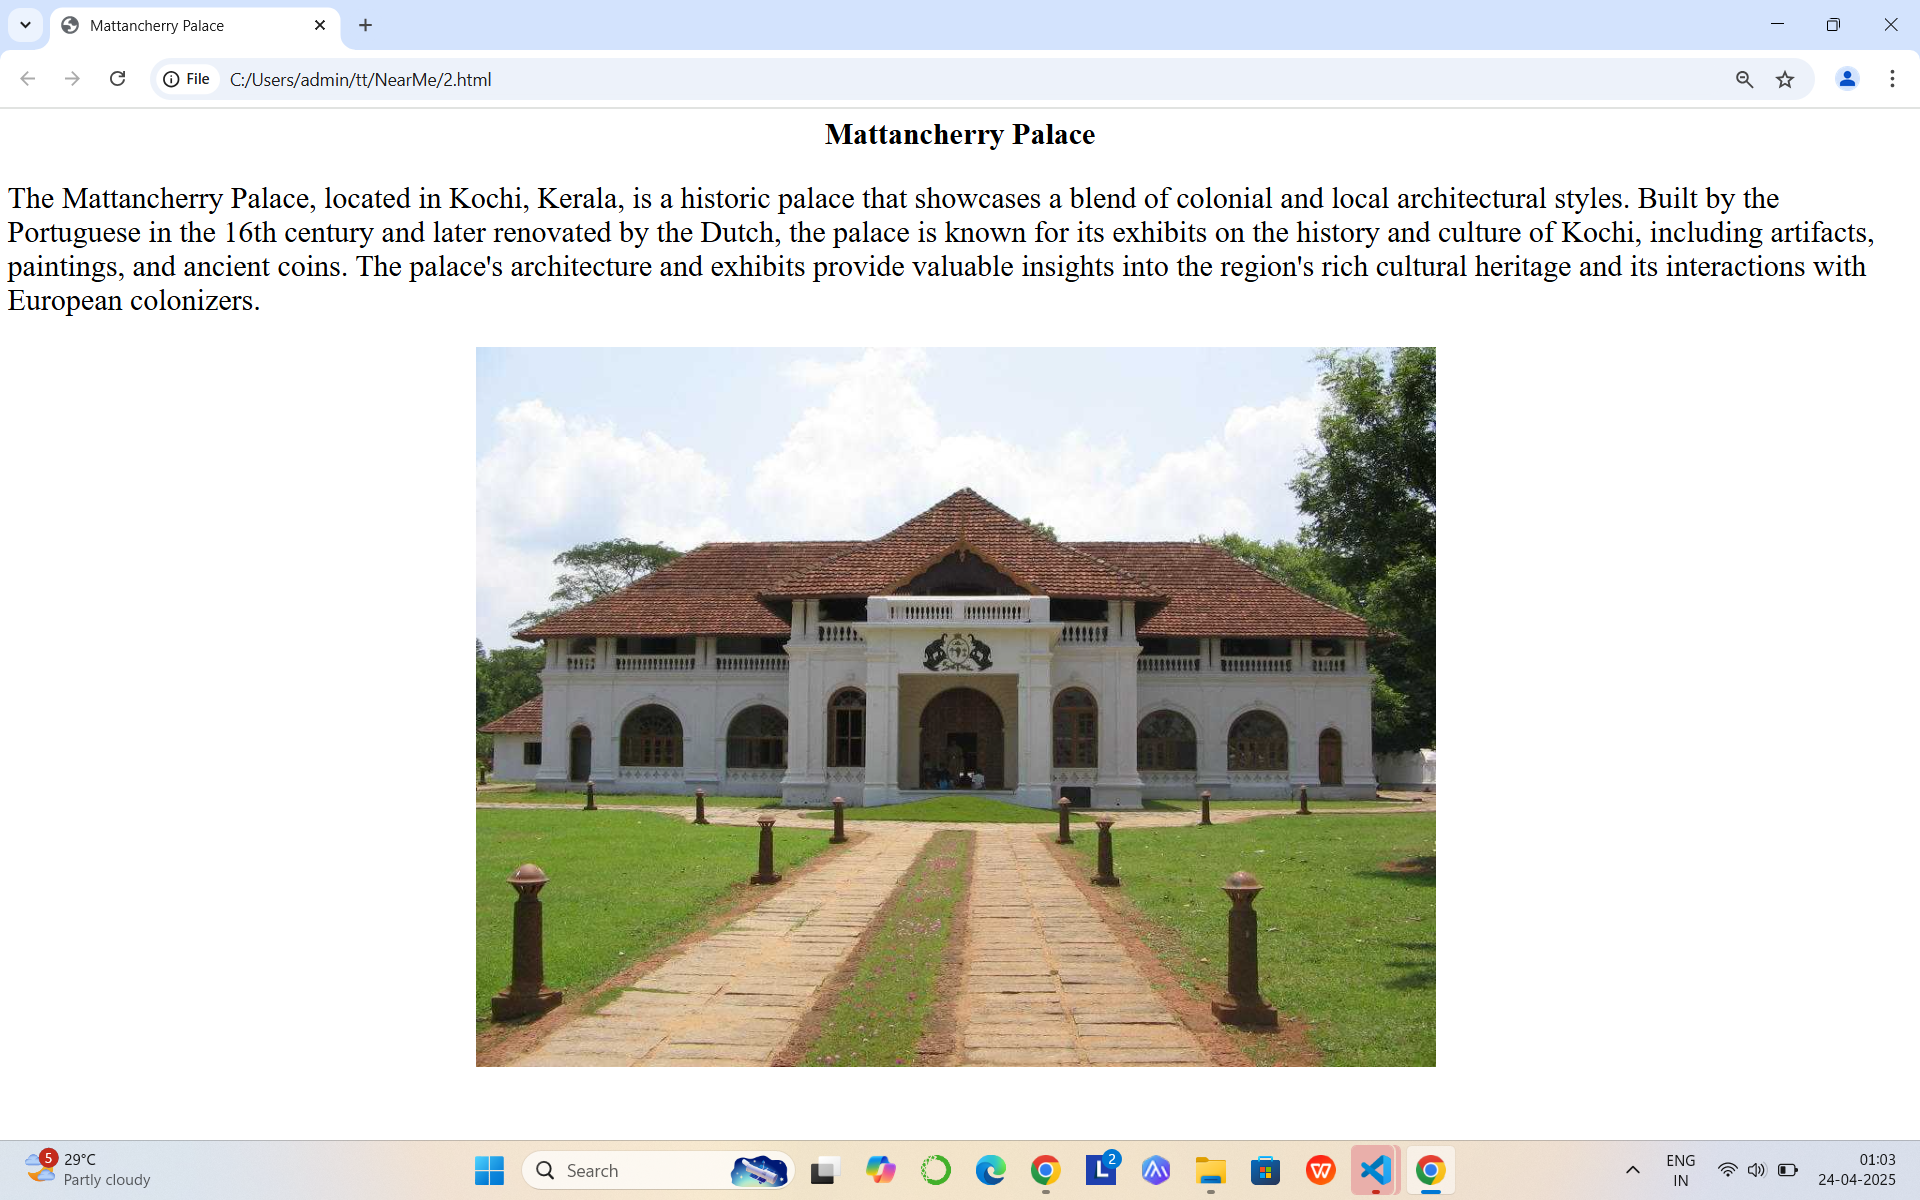 Mattancherry Palace
File
C:/Users/admin/tt/NearMe/2.html
Mattancherry Palace
The Mattancherry Palace, located in Kochi, Kerala, is a historic palace that showcases a blend of colonial and local architectural styles. Built by the
Portuguese in the 16th century and later renovated by the Dutch, the palace is known for its exhibits on the history and culture of Kochi, including artifacts,
paintings, and ancient coins. The palace's architecture and exhibits provide valuable insights into the region's rich cultural heritage and its interactions with
European colonizers.
5
29°C
Partly cloudy
Search
L
2
W
ENG
IN
01:03
24-04-2025